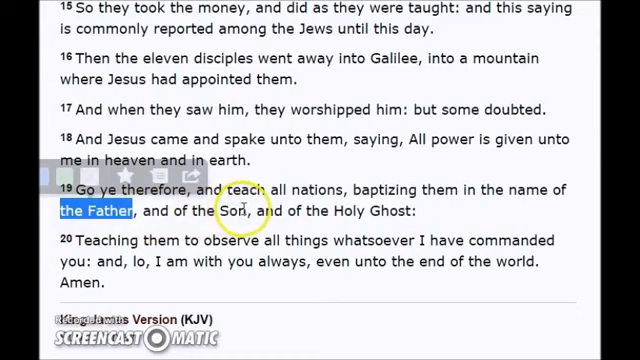 15 So they took the money, and did as they were taught: and this saying
is commonly reported among the Jews until this day.
16 Then the eleven disciples went away into Galilee, into a mountain
where Jesus had appointed them.
17 And when they saw him, they worshipped him: but some doubted.
18 And Jesus came and spake unto them, saying, All power is given unto
me in heaven and in earth.
19 Go ye therefore, and teach all nations, baptizing them in the name of
the Father, and of the Son, and of the Holy Ghost:
20 Teaching them to observe all things whatsoever I have commanded
you: and, lo, I am with you always, even unto the end of the world.
Amen.
King James Version (KJV)
Recorded with
SCREENCAST-O-MATIC